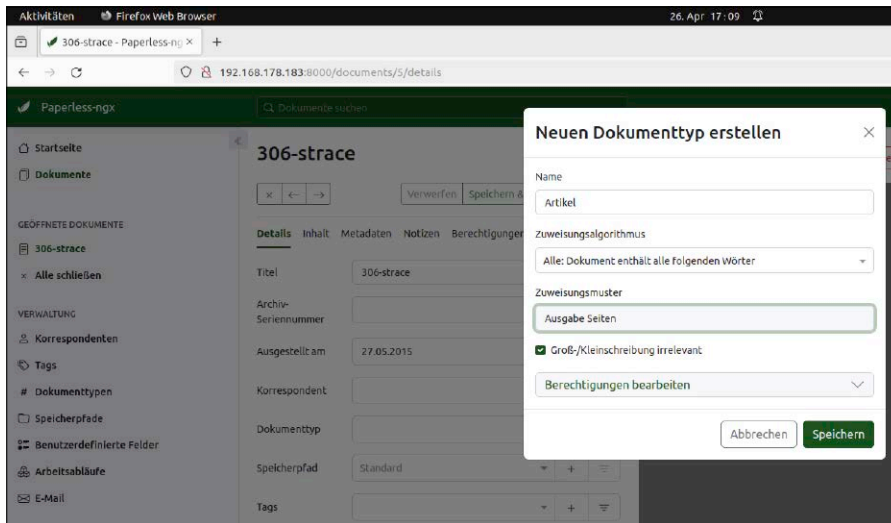 Aktivitäten Firefox Web Browser 26. Apr 17:09
306-strace - Paperless-ng × +
192.168.178.183:8000/documents/5/details
Paperless-ngx Dokumente suchen
Startseite
Dokumente
GEÖFFNETE DOKUMENTE
306-strace
Alle schließen
VERWALTUNG
Korrespondenten
Tags
# Dokumenttypen
Speicherpfade
Benutzerdefinierte Felder
Arbeitsabläufe
E-Mail
306-strace
Verwerfen Speichern &
Details Inhalt Metadaten Notizen Berechtigungen
Titel 306-strace
Archiv-
Seriennummer
Ausgestellt am 27.05.2015
Korrespondent
Dokumenttyp
Speicherpfad Standard
Tags
Neuen Dokumenttyp erstellen
Name
Artikel
Zuweisungsalgorithmus
Alle: Dokument enthält alle folgenden Wörter
Zuweisungsmuster
Ausgabe Seiten
Groß-/Kleinschreibung irrelevant
Berechtigungen bearbeiten
Abbrechen Speichern